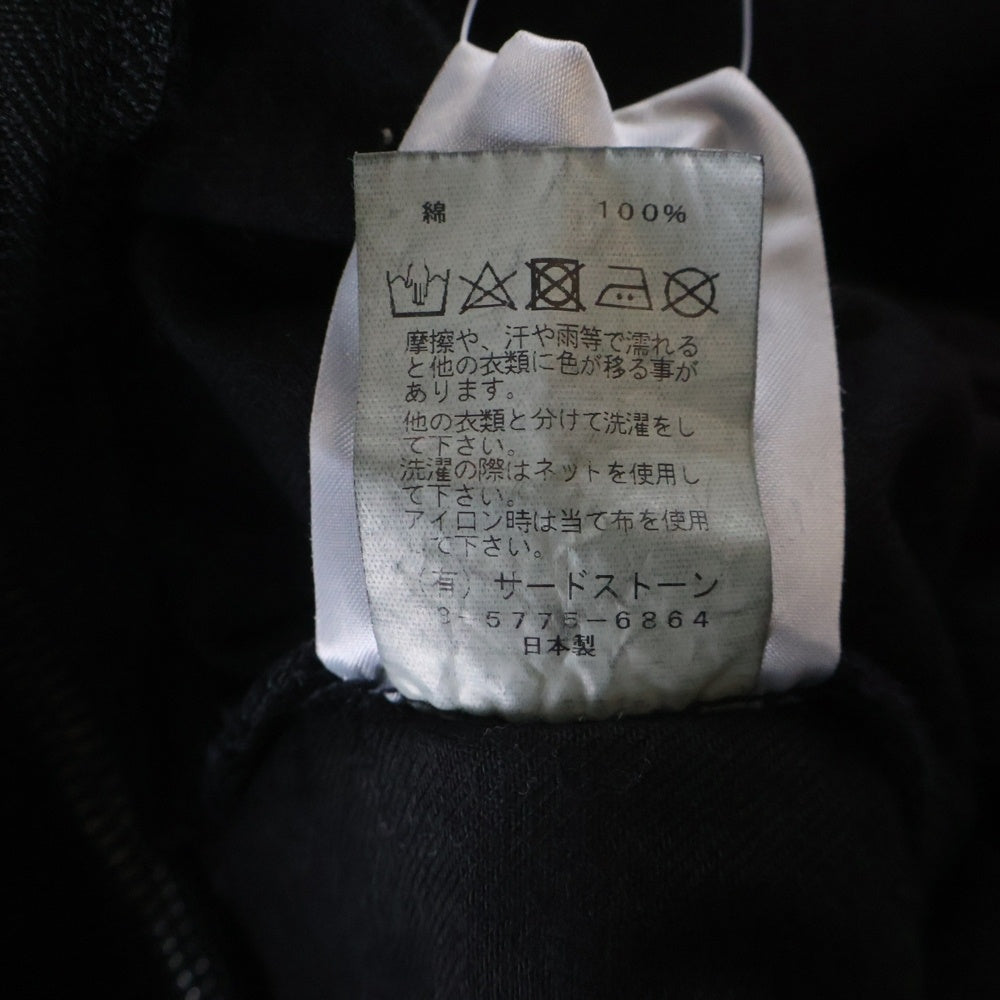 綿 100%
摩擦や、汗や雨等で濡れる
と他の衣類に色が移る事が
あります。
他の衣類と分けて洗濯をし
て下さい。
洗濯の際はネットを使用し
て下さい。
アイロン時は当て布を使用
して下さい。
(有) サードストーン
3-5775-6864
日本製